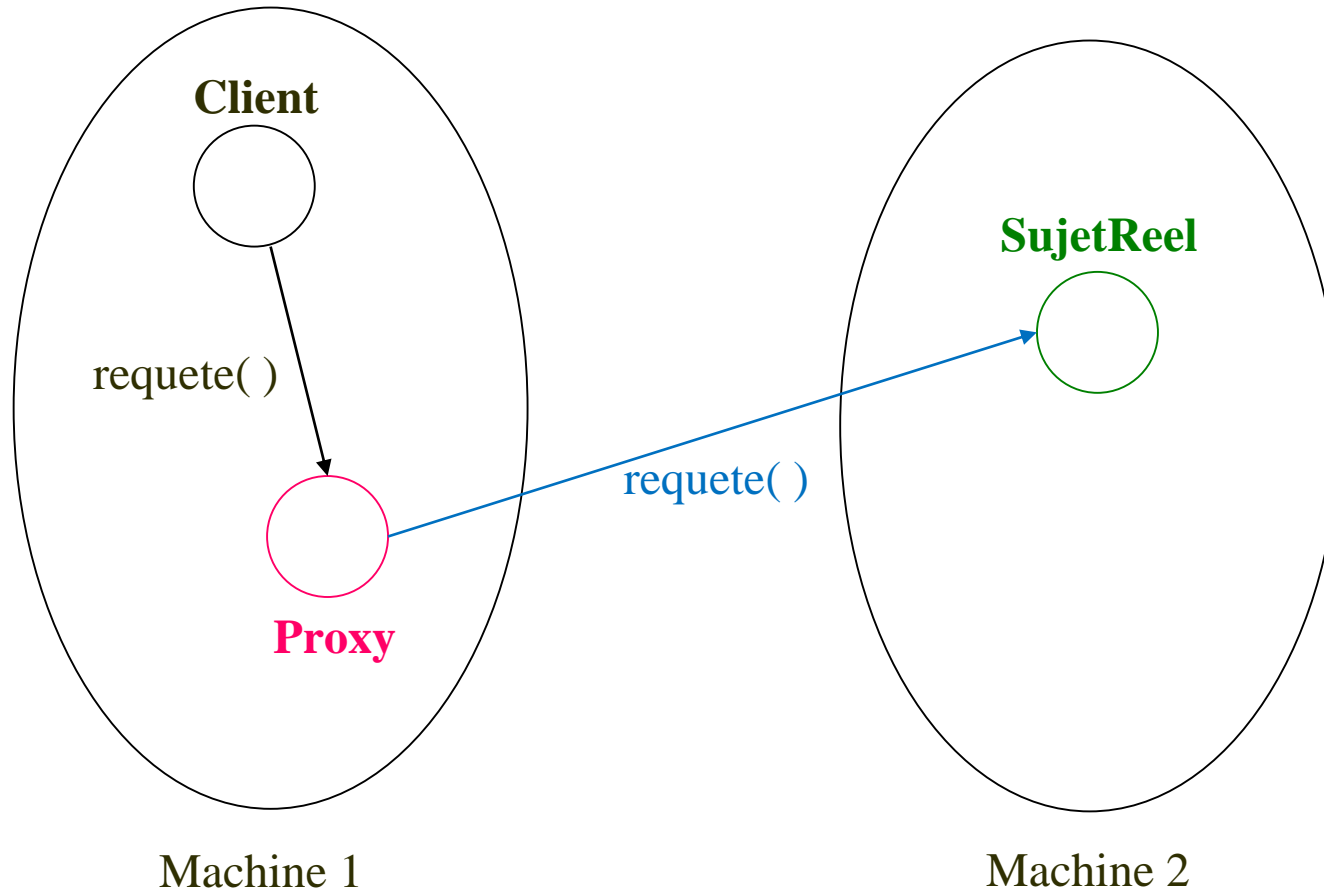 Client
SujetReel
requete( )
requete( )
Proxy
Machine 1
Machine 2